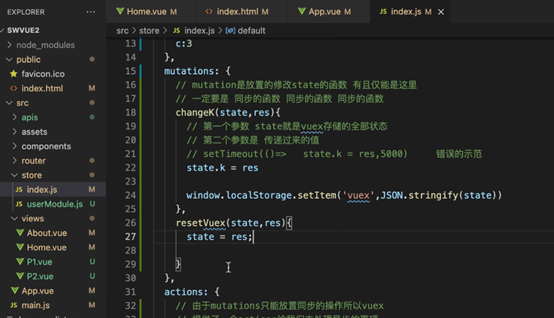 EXPLORER
Home.vue M
index.html M
App.vue M
index.js M
SWVUE2
src > store > index.js > default
node_modules
public
favicon.ico
index.html M
src
apis
assets
components
router
store
index.js M
userModule.js U
views
About.vue M
Home.vue M
P1.vue U
P2.vue U
App.vue M
main.js M
13 c:3
14 },
15 mutations: {
16 // mutation是放置的修改state的函数 有且仅能是这里
17 // 一定要是 同步的函数 同步的函数 同步的函数
18 changeK(state,res){
19 // 第一个参数 state就是vuex存储的全部状态
20 // 第二个参数是 传递过来的值
21 // setTimeout(()=> state.k = res,5000) 错误的示范
22 state.k = res
23
24 window.localStorage.setItem('vuex',JSON.stringify(state))
25 },
26 resetVuex(state,res){
27 state = res;
28
29 }
30 },
31 actions: {
32 // 由于mutations只能放置同步的操作所以vuex